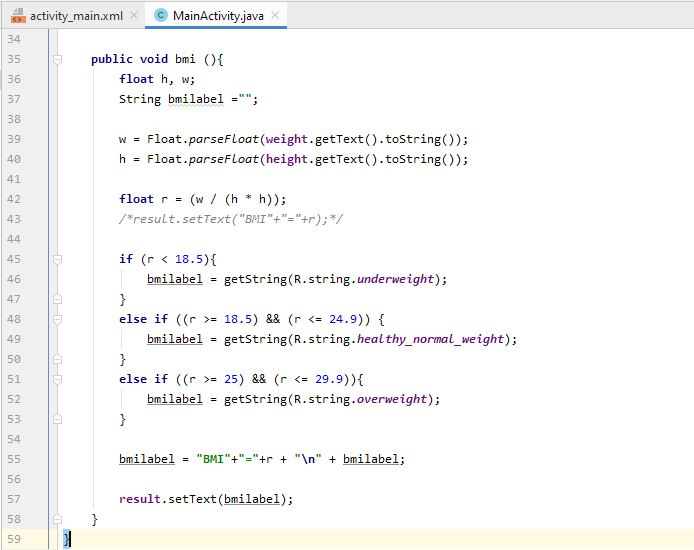 activity_main.xml MainActivity.java
34
35 public void bmi (){
36 float h, w;
37 String bmilabel ="";
38
39 w = Float.parseFloat(weight.getText().toString());
40 h = Float.parseFloat(height.getText().toString());
41
42 float r = (w / (h * h));
43 /*result.setText("BMI"+"="+r);*/
44
45 if (r < 18.5){
46 bmilabel = getString(R.string.underweight);
47 }
48 else if ((r >= 18.5) && (r <= 24.9)) {
49 bmilabel = getString(R.string.healthy_normal_weight);
50 }
51 else if ((r >= 25) && (r <= 29.9)){
52 bmilabel = getString(R.string.overweight);
53 }
54
55 bmilabel = "BMI"+"="+r + "\n" + bmilabel;
56
57 result.setText(bmilabel);
58 }
59 }